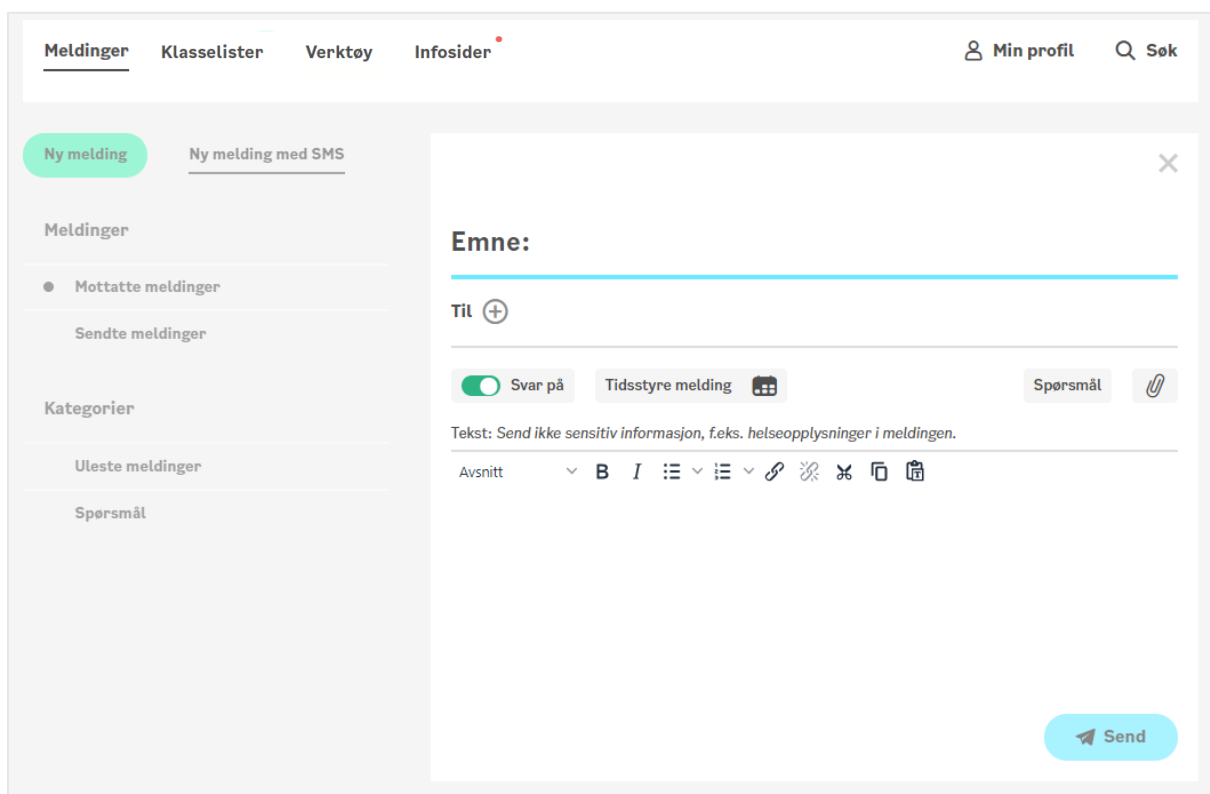 Meldinger Klasselister Verktøy Infosider Min profil Søk
Ny melding Ny melding med SMS
Meldinger
Mottatte meldinger
Sendte meldinger
Kategorier
Uleste meldinger
Spørsmål
Emne:
Til
Svar på Tidsstyre melding Spørsmål
Tekst: Send ikke sensitiv informasjon, f.eks. helseopplysninger i meldingen.
Avsnitt B I
Send